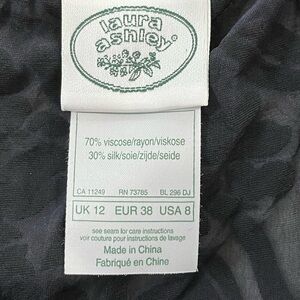 laura
ashley
70% viscose/rayon/viskose
30% silk/soie/zijde/seide
CA 11249 RN 73785 BL 296 DJ
UK 12 EUR 38 USA 8
see seam for care instructions
voir couture pour instructions de lavage
Made in China
Fabriqué en Chine